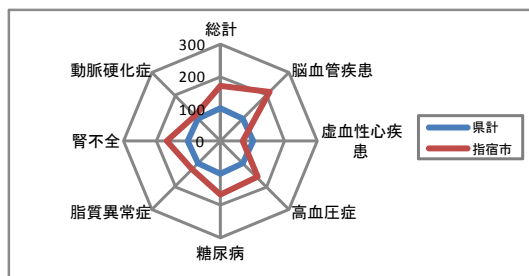 総計
300
200
100
0
脳血管疾患
虚血性心疾
患
高血圧症
糖尿病
脂質異常症
腎不全
動脈硬化症
県計
指宿市